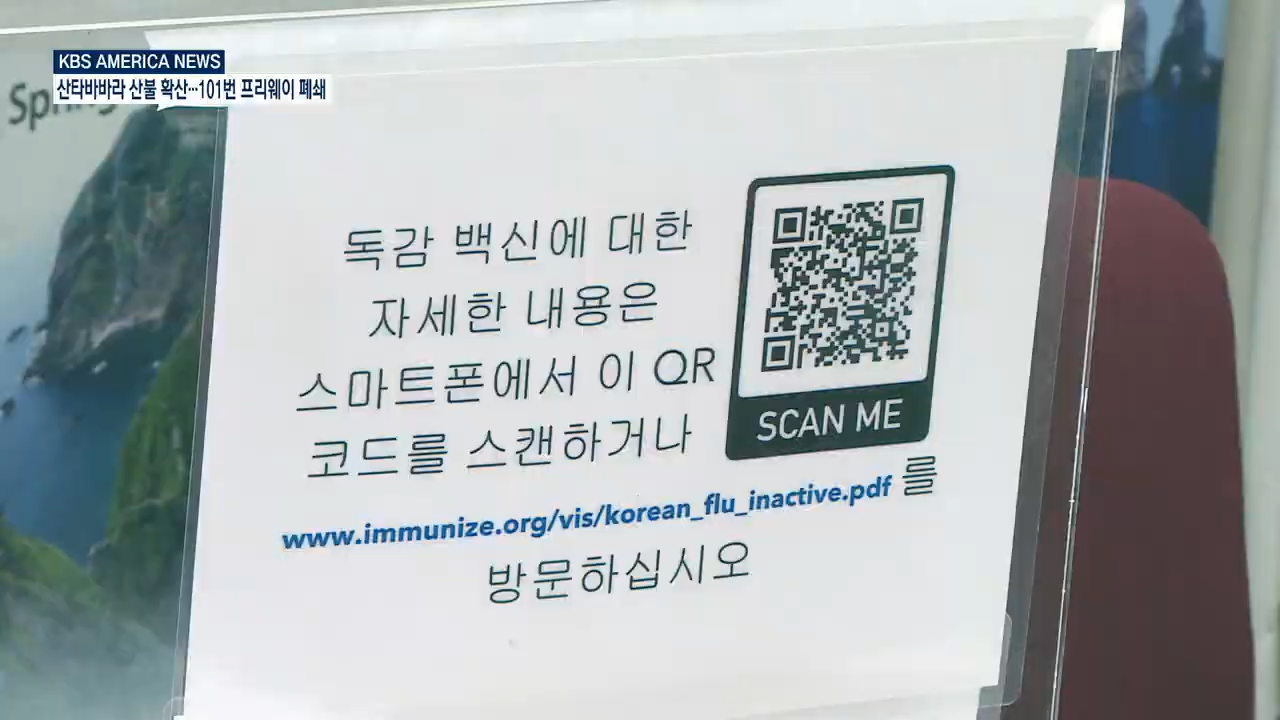 KBS AMERICA NEWS
산타바바라 산불 확산…101번 프리웨이 폐쇄
독감 백신에 대한
자세한 내용은
스마트폰에서 이 QR
코드를 스캔하거나
www.immunize.org/vis/korean_flu_inactive.pdf 를
방문하십시오
SCAN ME